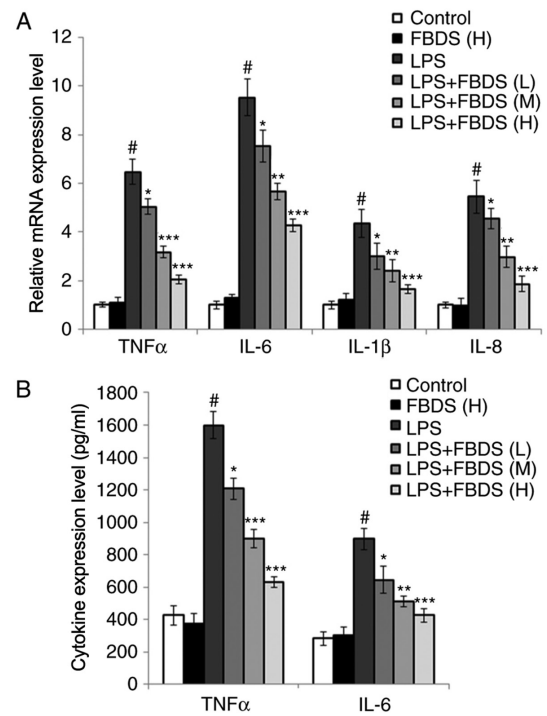 A
Relative mRNA expression level
12
10
8
6
4
2
0
Control
FBDS (H)
LPS
LPS+FBDS (L)
LPS+FBDS (M)
LPS+FBDS (H)
# * *** ***
# * ** ***
# * ** ***
# * ** ***
TNFα IL-6 IL-1β IL-8
B
Cytokine expression level (pg/ml)
1800
1600
1400
1200
1000
800
600
400
200
0
Control
FBDS (H)
LPS
LPS+FBDS (L)
LPS+FBDS (M)
LPS+FBDS (H)
# * *** ***
# * ** ***
TNFα IL-6